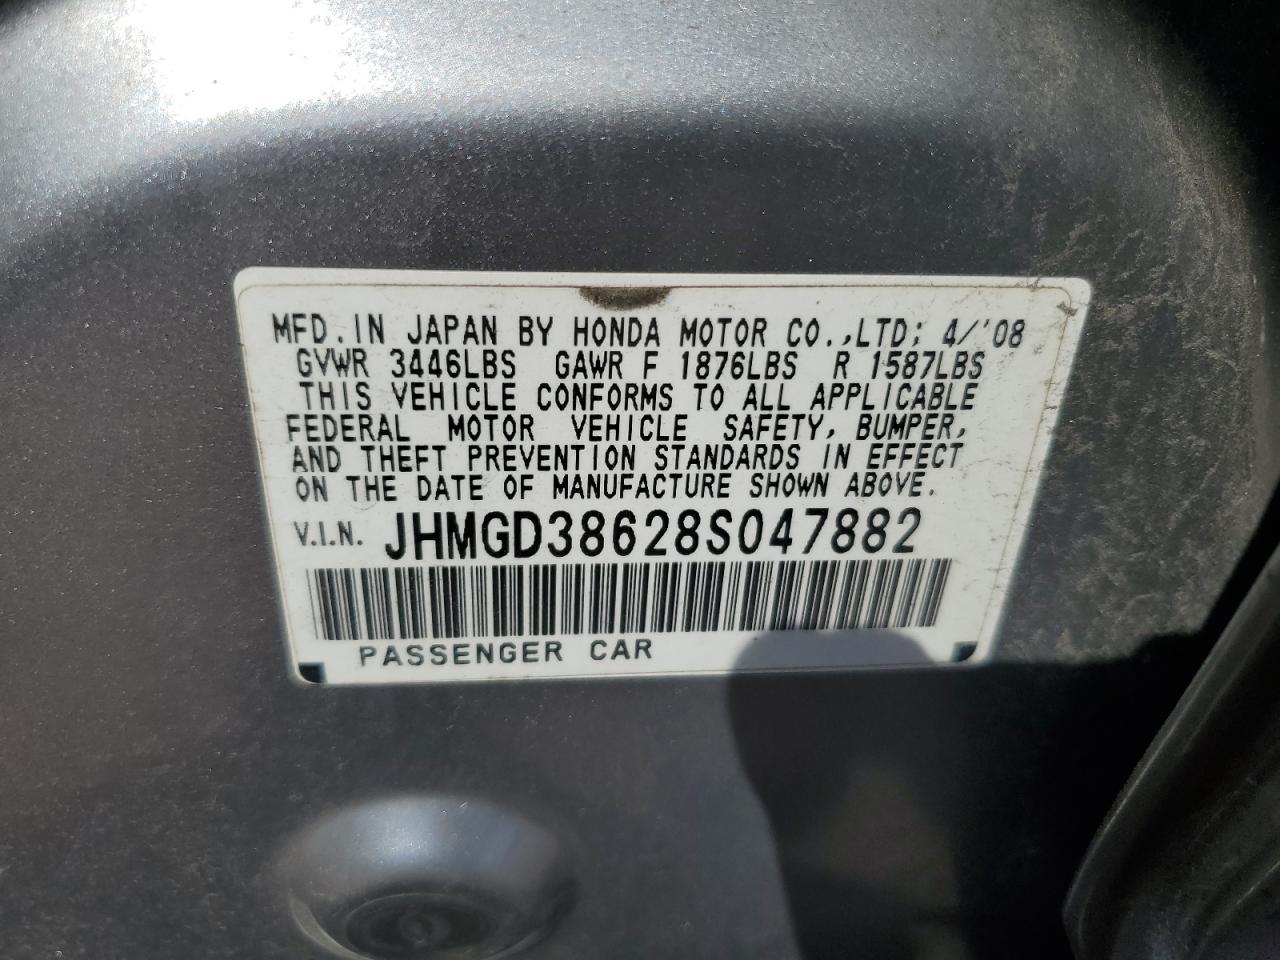 MFD. IN JAPAN BY HONDA MOTOR CO.,LTD; 4/'08
GVWR 3446LBS GAWR F 1876LBS R 1587LBS
THIS VEHICLE CONFORMS TO ALL APPLICABLE
FEDERAL MOTOR VEHICLE SAFETY, BUMPER,
AND THEFT PREVENTION STANDARDS IN EFFECT
ON THE DATE OF MANUFACTURE SHOWN ABOVE.
V.I.N. JHMGD38628S047882
PASSENGER CAR